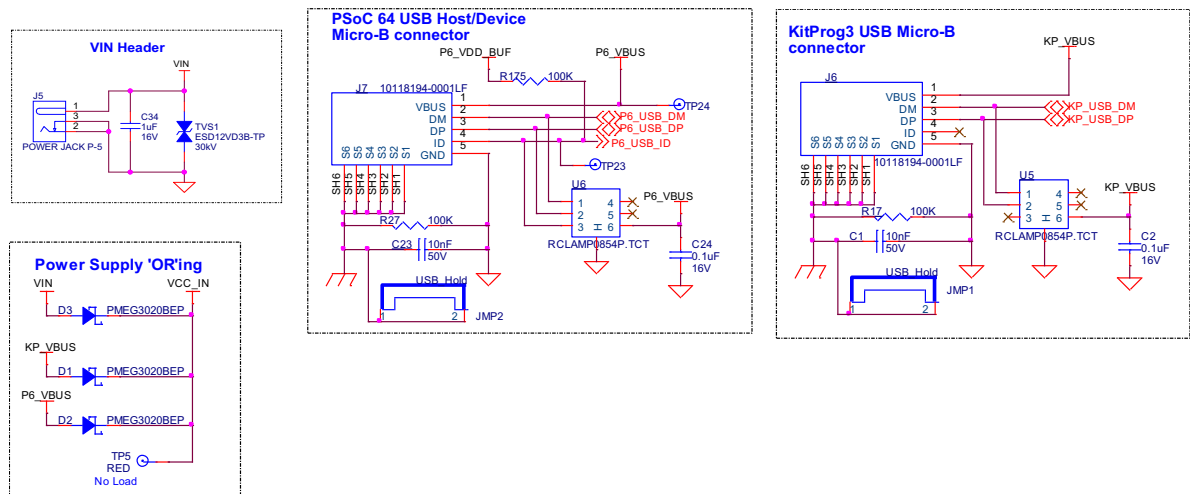 VIN Header
VIN
J5
1
3
2
POWER JACK P-5
C34
1uF
16V
TVS1
ESD12VD3B-TP
30kV
Power Supply 'OR'ing
VIN
VCC_IN
D3
PMEG3020BEP
KP_VBUS
D1
PMEG3020BEP
P6_VBUS
D2
PMEG3020BEP
TP5
RED
No Load
PSoC 64 USB Host/Device
Micro-B connector
P6_VDD_BUF
P6_VBUS
R175
100K
J7
10118194-0001LF
VBUS
DM
DP
ID
GND
1
2
3
4
5
TP24
P6_USB_DM
P6_USB_DP
P6_USB_ID
TP23
S6
S5
S4
S3
S2
S1
SH6
SH5
SH4
SH3
SH2
SH1
R27
100K
C23
10nF
50V
USB_Hold
1
2
JMP2
U6
1
2
3
4
5
6
H
RCLAMP0854P.TCT
P6_VBUS
C24
0.1uF
16V
KitProg3 USB Micro-B
connector
KP_VBUS
J6
VBUS
DM
DP
ID
GND
1
2
3
4
5
KP_USB_DM
KP_USB_DP
10118194-0001LF
S6
S5
S4
S3
S2
S1
SH6
SH5
SH4
SH3
SH2
SH1
R17
100K
C1
10nF
50V
USB_Hold
1
2
JMP1
U5
1
2
3
4
5
6
H
RCLAMP0854P.TCT
KP_VBUS
C2
0.1uF
16V